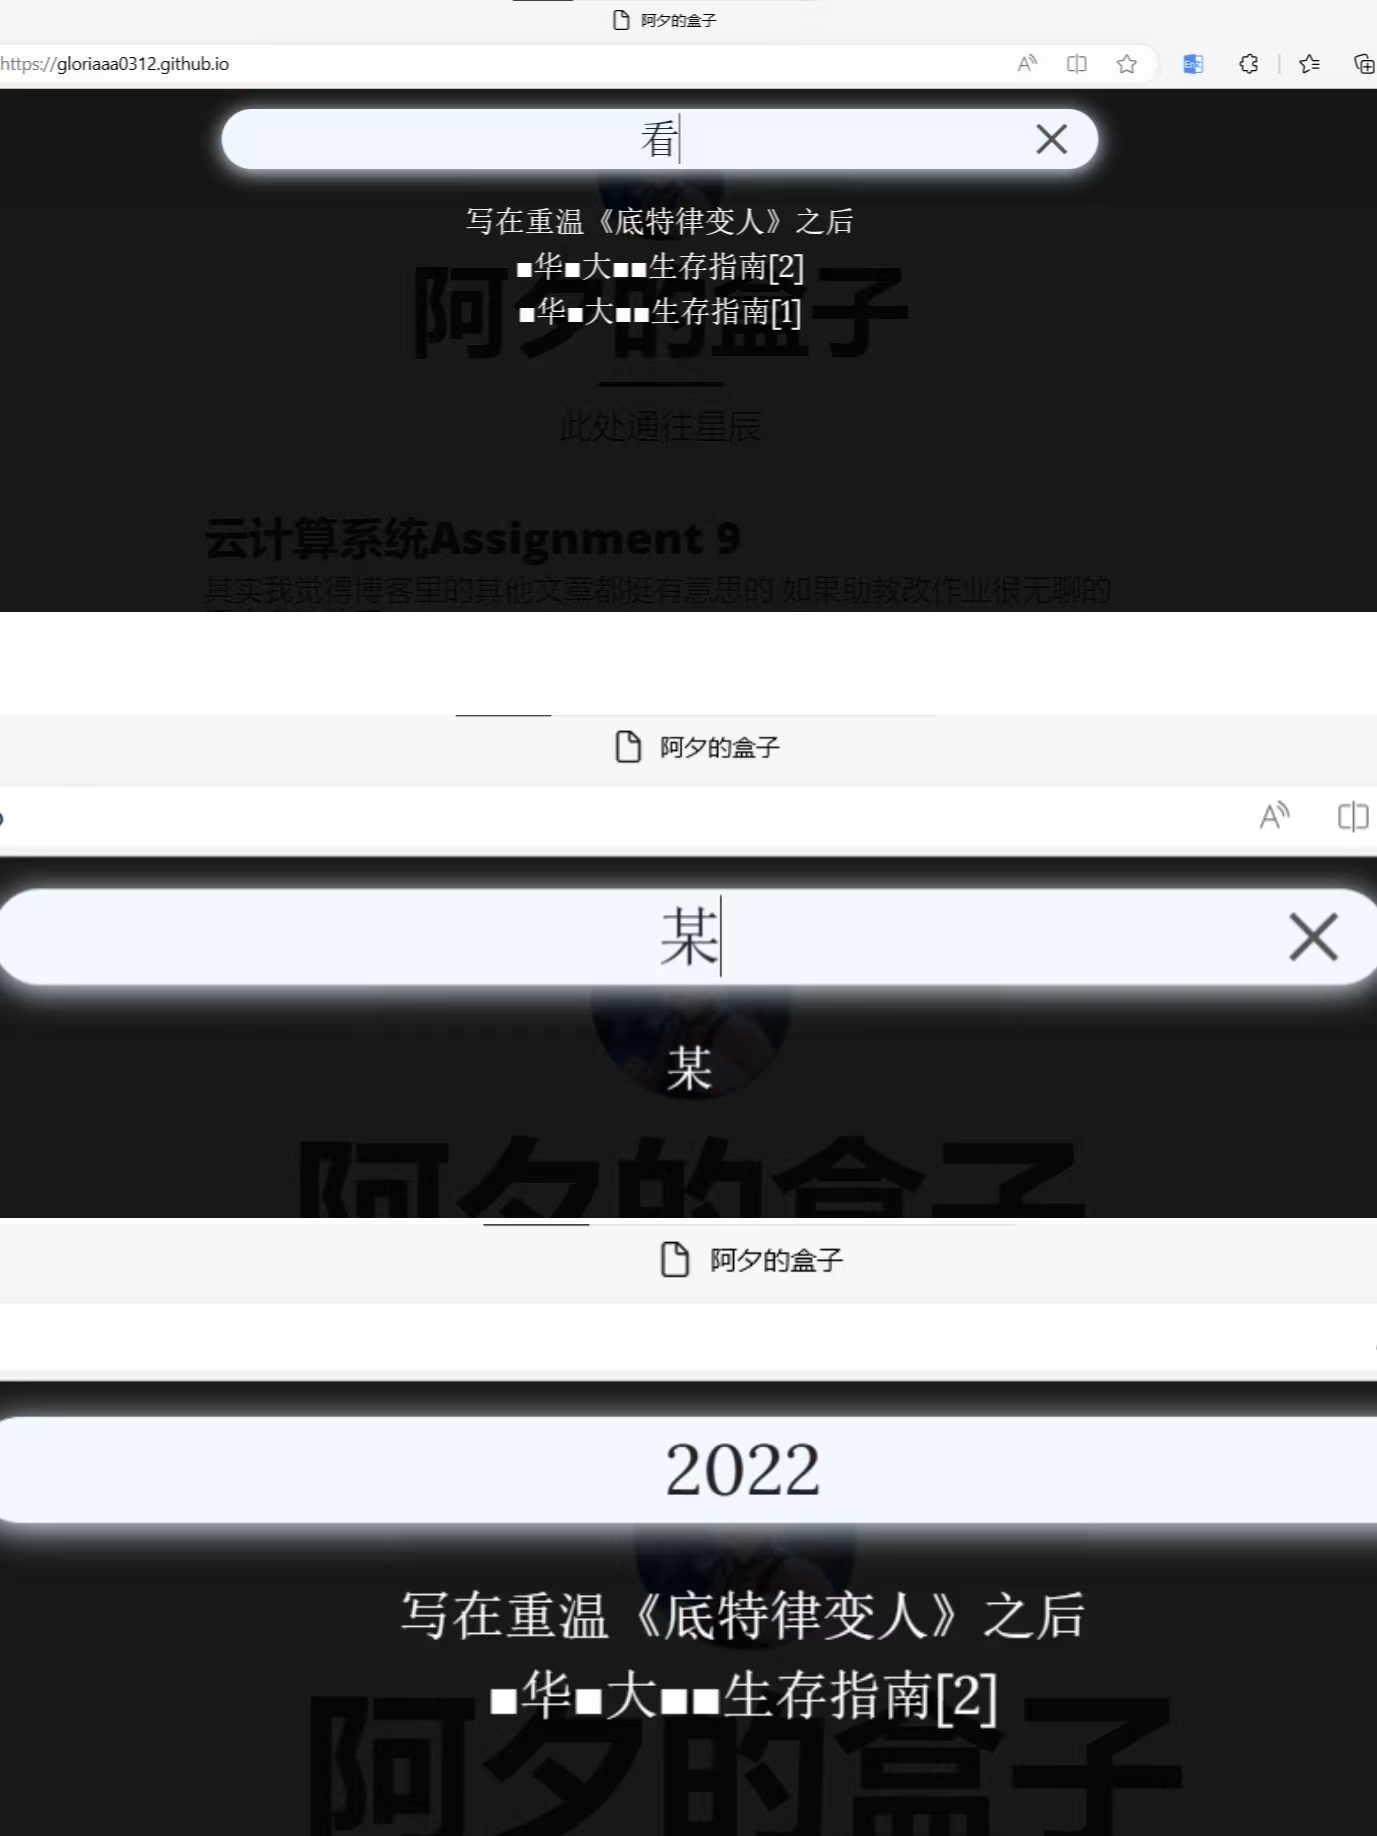 阿夕的盒子
https://gloriaaa0312.github.io
看
写在重温《底特律变人》之后
■华■大■■生存指南[2]
■华■大■■生存指南[1]
阿夕的盒子
此处通往星辰
云计算系统Assignment 9
其实我觉得博客里的其他文章都挺有意思的 如果助教改作业很无聊的
阿夕的盒子
某
某
阿夕的盒子
阿夕的盒子
2022
写在重温《底特律变人》之后
■华■大■■生存指南[2]
阿夕的盒子